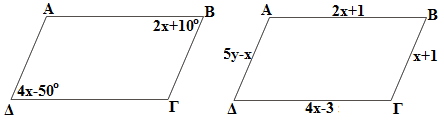 Α Β
2x+10°
4x-50°
Δ Γ
Α 2x+1 Β
5y-x x+1
Δ 4x-3 Γ